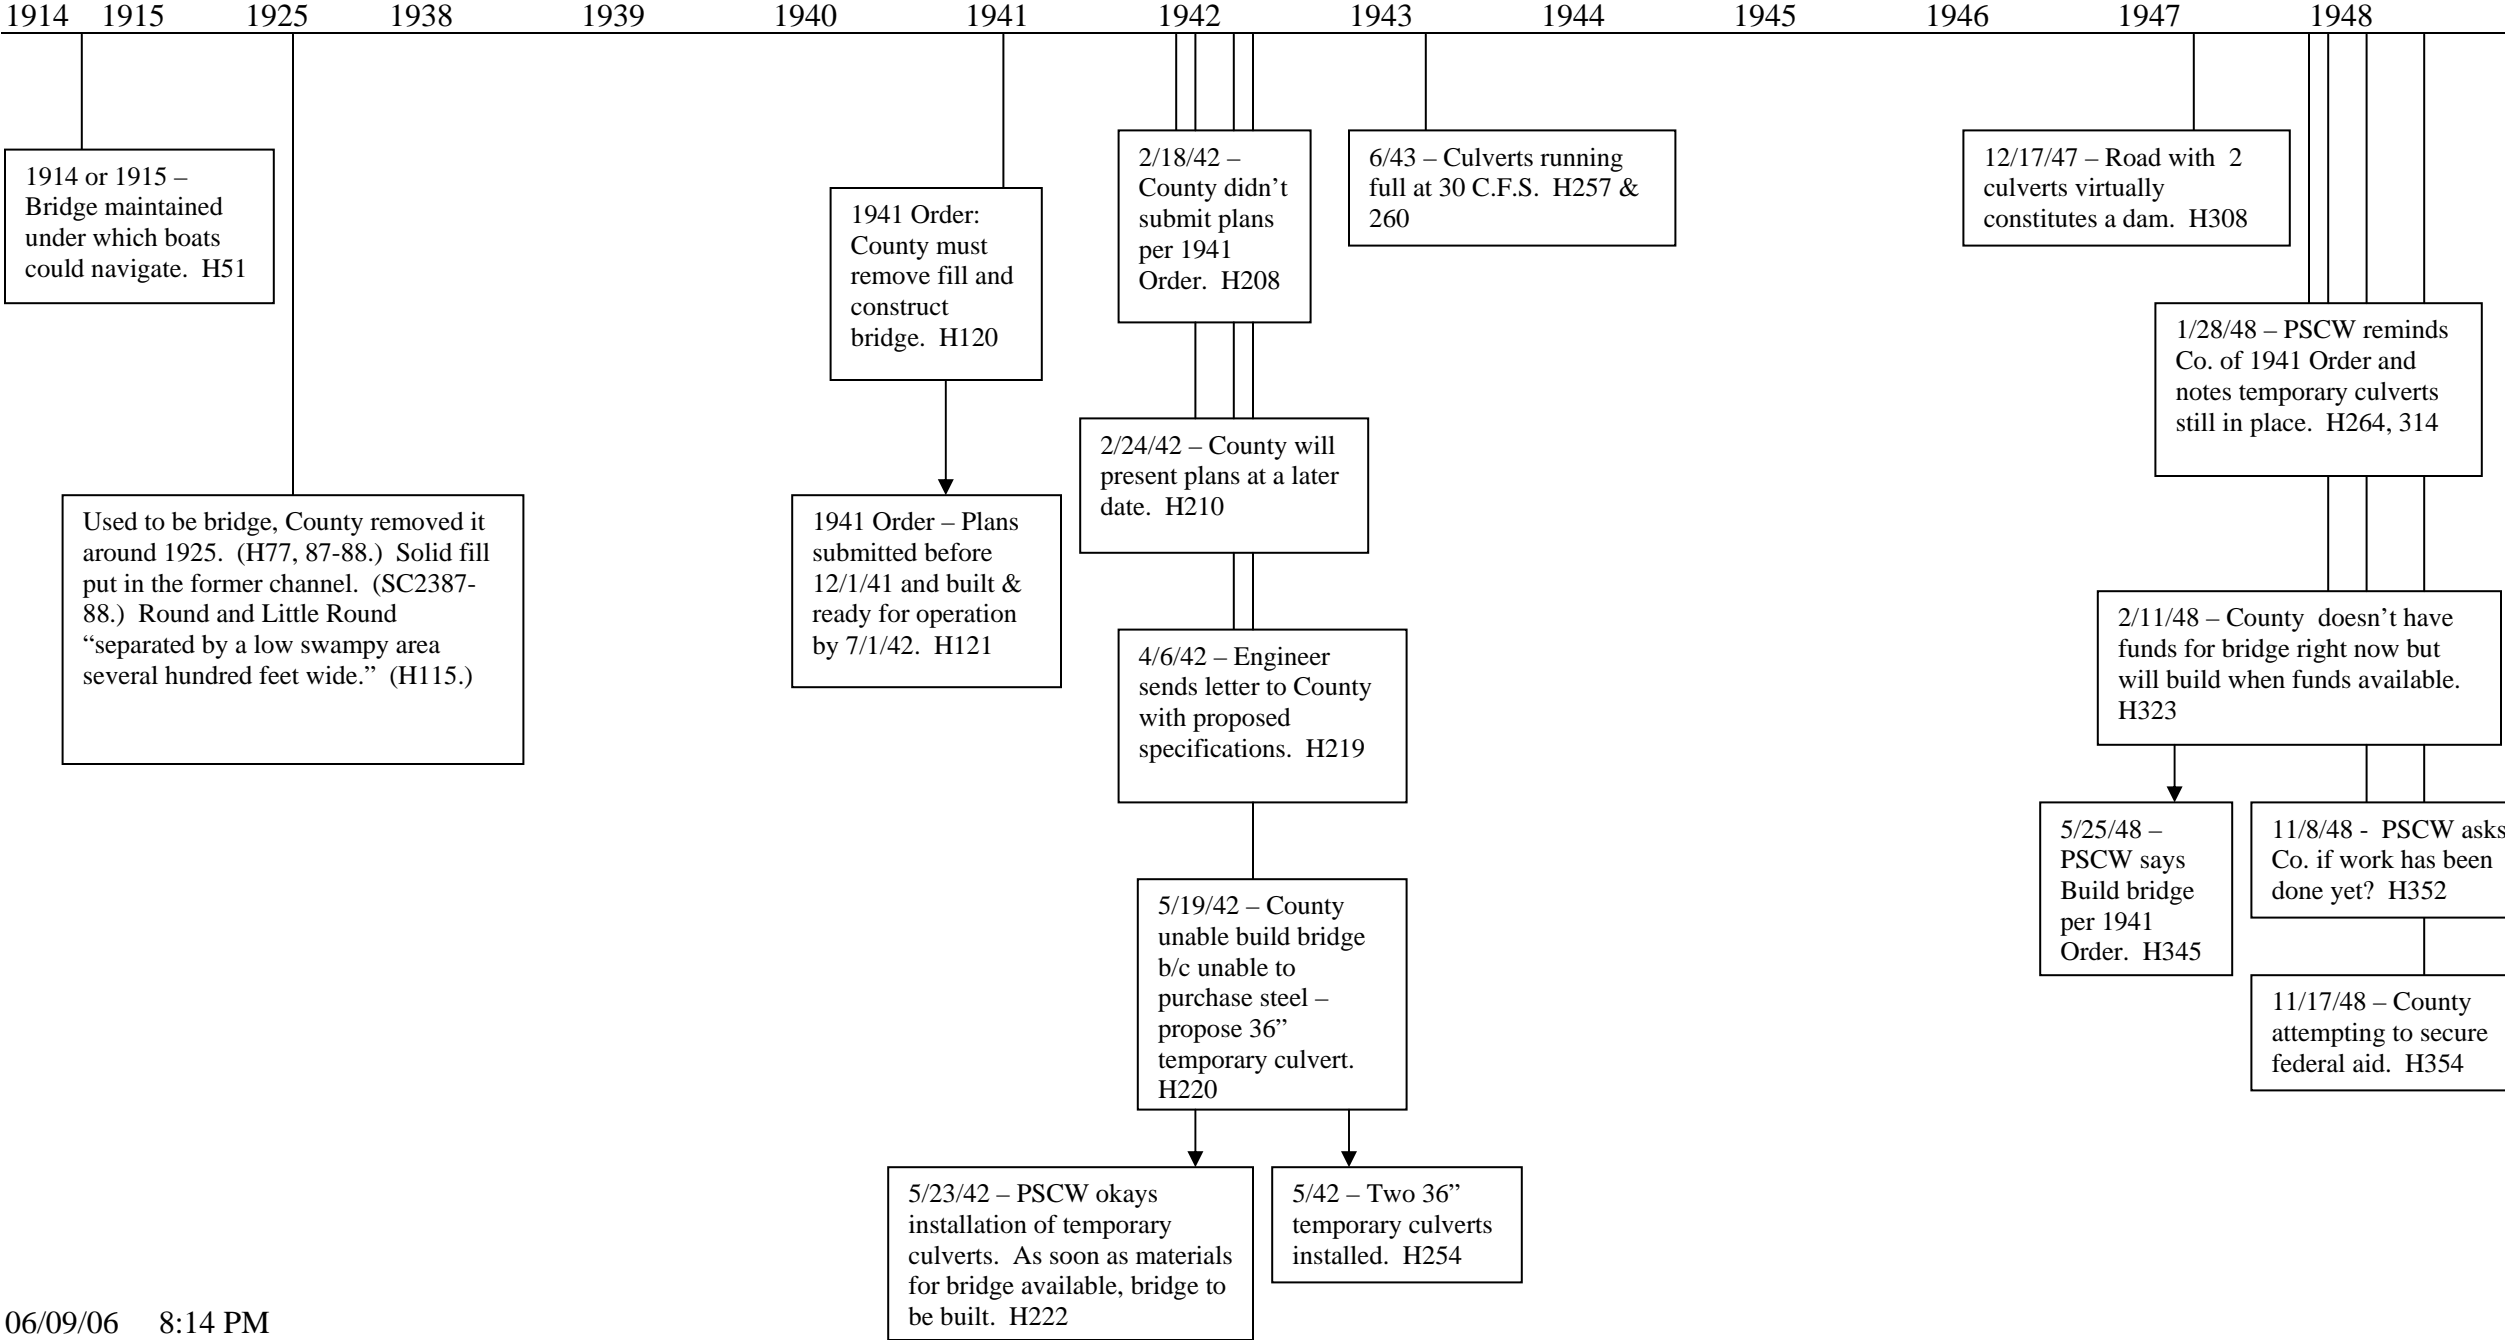 1914 1915 1925 1938 1939 1940 1941 1942 1943 1944 1945 1946 1947 1948
1914 or 1915 –
Bridge maintained
under which boats
could navigate. H51
Used to be bridge, County removed it
around 1925. (H77, 87-88.) Solid fill
put in the former channel. (SC2387-
88.) Round and Little Round
“separated by a low swampy area
several hundred feet wide.” (H115.)
1941 Order:
County must
remove fill and
construct
bridge. H120
1941 Order – Plans
submitted before
12/1/41 and built &
ready for operation
by 7/1/42. H121
2/18/42 –
County didn’t
submit plans
per 1941
Order. H208
2/24/42 – County will
present plans at a later
date. H210
4/6/42 – Engineer
sends letter to County
with proposed
specifications. H219
5/19/42 – County
unable build bridge
b/c unable to
purchase steel –
propose 36”
temporary culvert.
H220
5/23/42 – PSCW okays
installation of temporary
culverts. As soon as materials
for bridge available, bridge to
be built. H222
5/42 – Two 36”
temporary culverts
installed. H254
6/43 – Culverts running
full at 30 C.F.S. H257 &
260
12/17/47 – Road with 2
culverts virtually
constitutes a dam. H308
1/28/48 – PSCW reminds
Co. of 1941 Order and
notes temporary culverts
still in place. H264, 314
2/11/48 – County doesn’t have
funds for bridge right now but
will build when funds available.
H323
5/25/48 –
PSCW says
Build bridge
per 1941
Order. H345
11/8/48 - PSCW asks
Co. if work has been
done yet? H352
11/17/48 – County
attempting to secure
federal aid. H354
06/09/06 8:14 PM